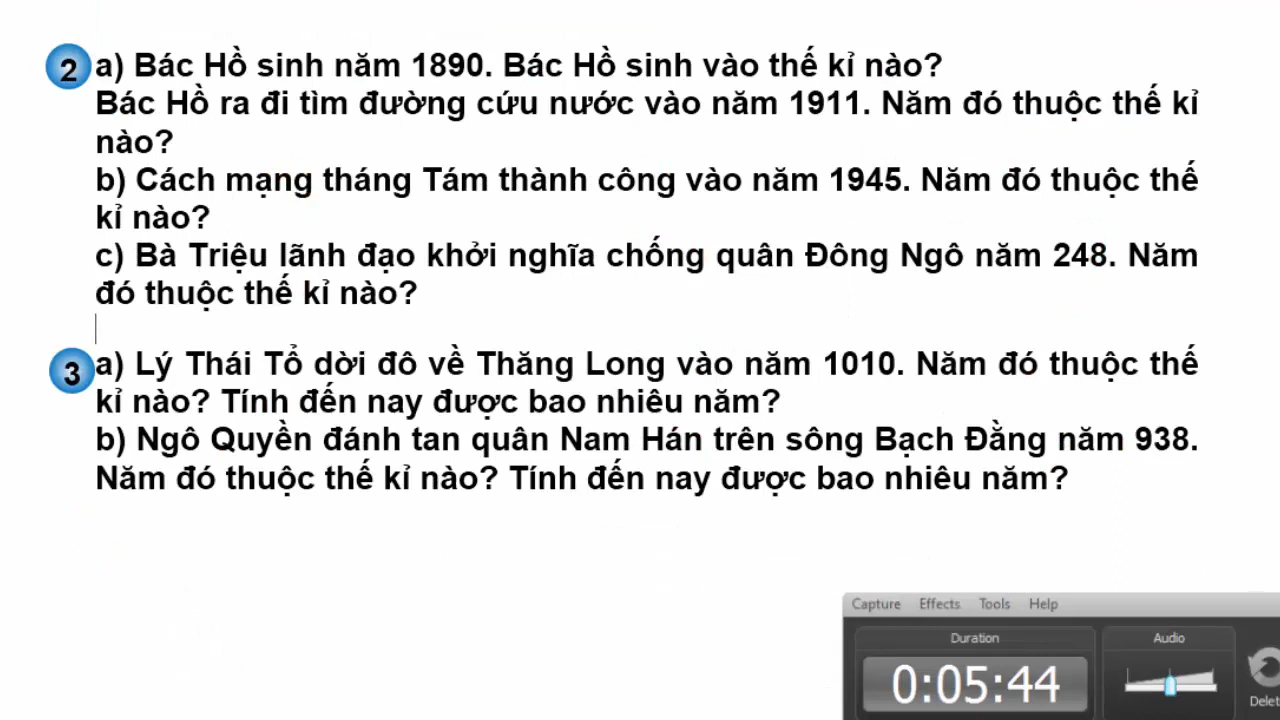 2 a) Bác Hồ sinh năm 1890. Bác Hồ sinh vào thế kỉ nào?
Bác Hồ ra đi tìm đường cứu nước vào năm 1911. Năm đó thuộc thế kỉ
nào?
b) Cách mạng tháng Tám thành công vào năm 1945. Năm đó thuộc thế
kỉ nào?
c) Bà Triệu lãnh đạo khởi nghĩa chống quân Đông Ngô năm 248. Năm
đó thuộc thế kỉ nào?
3 a) Lý Thái Tổ dời đô về Thăng Long vào năm 1010. Năm đó thuộc thế
kỉ nào? Tính đến nay được bao nhiêu năm?
b) Ngô Quyền đánh tan quân Nam Hán trên sông Bạch Đằng năm 938.
Năm đó thuộc thế kỉ nào? Tính đến nay được bao nhiêu năm?
Capture Effects Tools Help
Duration Audio
0:05:44
Delet